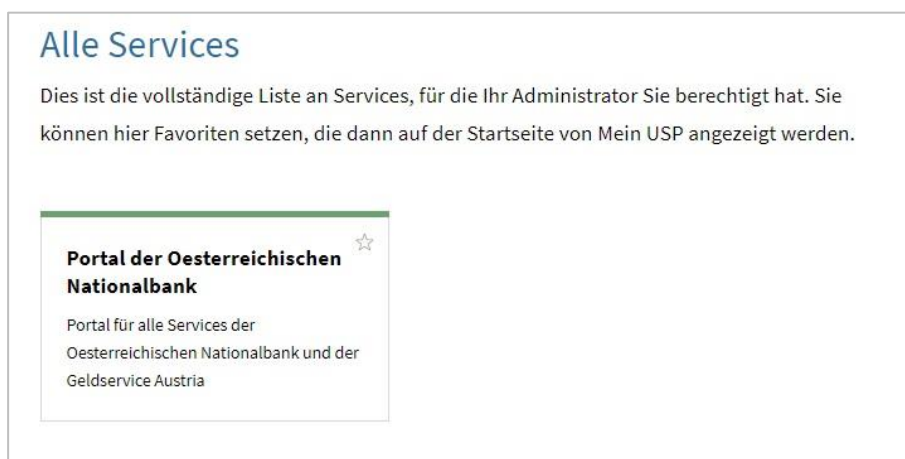 Alle Services
Dies ist die vollständige Liste an Services, für die Ihr Administrator Sie berechtigt hat. Sie
können hier Favoriten setzen, die dann auf der Startseite von Mein USP angezeigt werden.
Portal der Oesterreichischen
Nationalbank
Portal für alle Services der
Oesterreichischen Nationalbank und der
Geldservice Austria